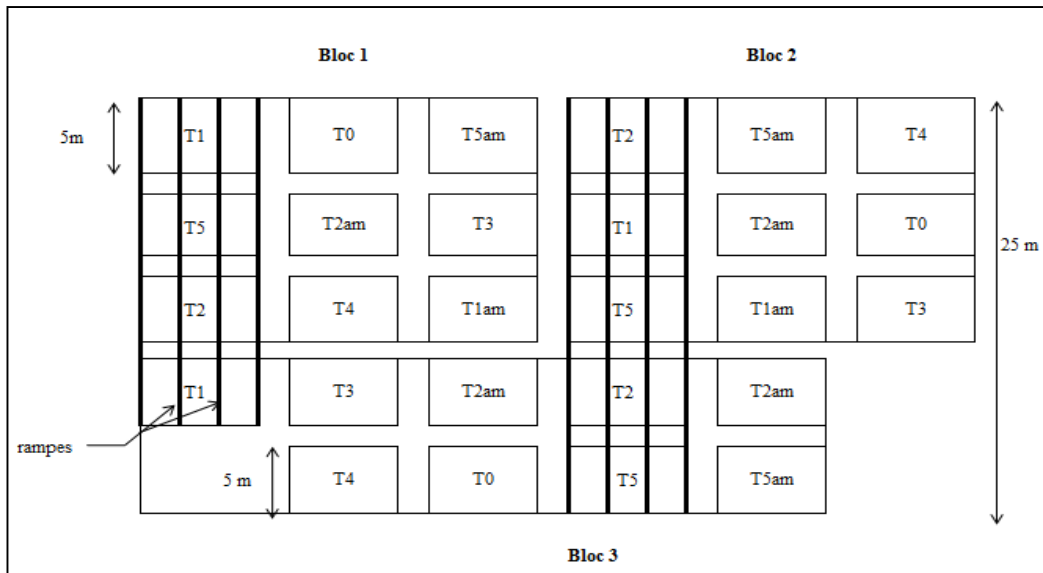 Bloc 1
Bloc 2
5m
T1
T0
T5am
T2
T5am
T4
T5
T2am
T3
T1
T2am
T0
25 m
T2
T4
T1am
T5
T1am
T3
T1
T3
T2am
T2
T2am
rampes
5 m
T4
T0
T5
T5am
Bloc 3